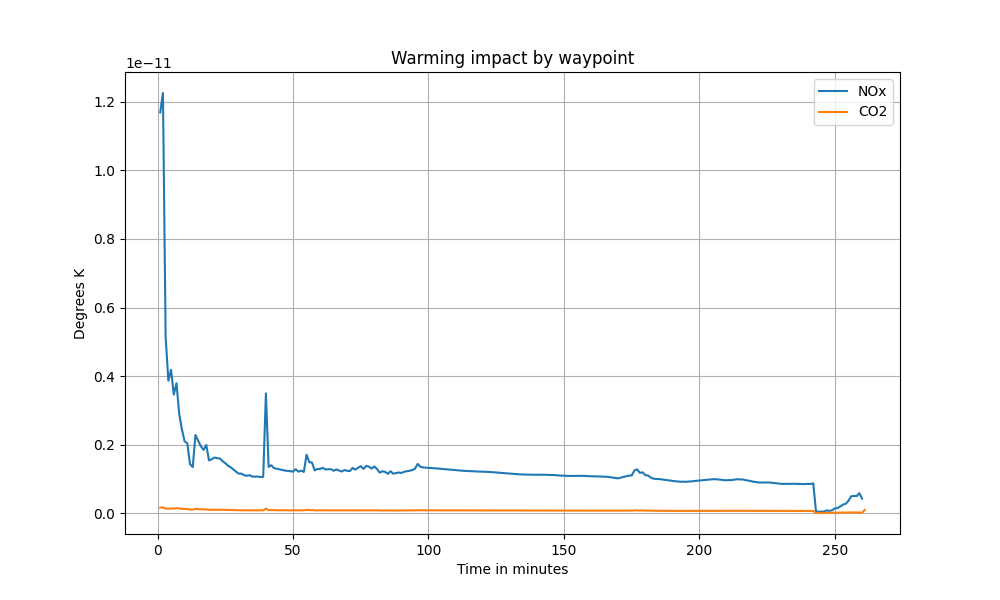 Warming impact by waypoint
1e−11
NOx
CO2
1.2
1.0
0.8
0.6
0.4
0.2
0.0
Degrees K
0 50 100 150 200 250
Time in minutes